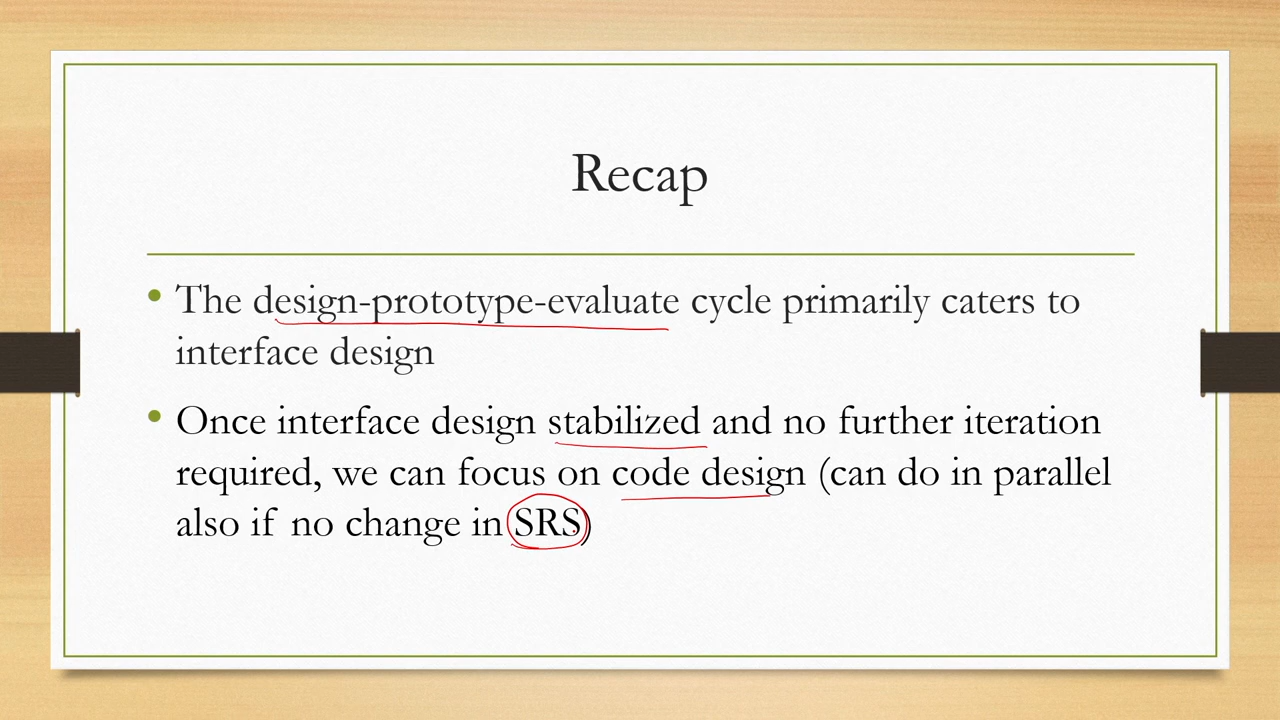 Recap
• The design-prototype-evaluate cycle primarily caters to
interface design
• Once interface design stabilized and no further iteration
required, we can focus on code design (can do in parallel
also if no change in SRS)